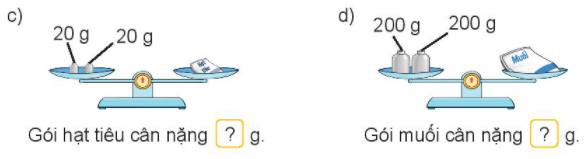 c)
20 g
20 g
Gói hạt tiêu cân nặng ? g.
d)
200 g
200 g
Muối
Gói muối cân nặng ? g.